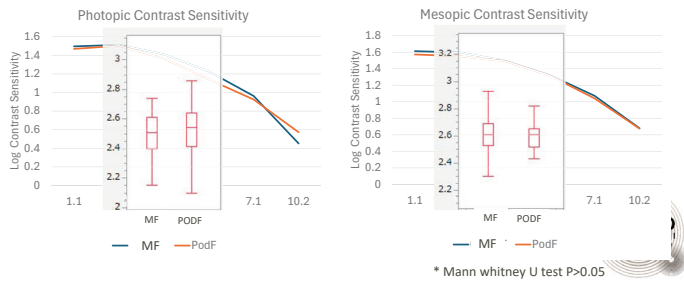 Photopic Contrast Sensitivity
Log Contrast Sensitivity
1.6
1.4
1.2
1
0.8
0.6
0.4
0.2
0
3
2.8
2.6
2.4
2.2
2
MF PODF
1.1 7.1 10.2
MF PodF
Mesopic Contrast Sensitivity
Log Contrast Sensitivity
1.8
1.6
1.4
1.2
1
0.8
0.6
0.4
0.2
0
3.2
3
2.8
2.6
2.4
2.2
MF PODF
1.1 7.1 10.2
MF PodF
* Mann whitney U test P>0.05